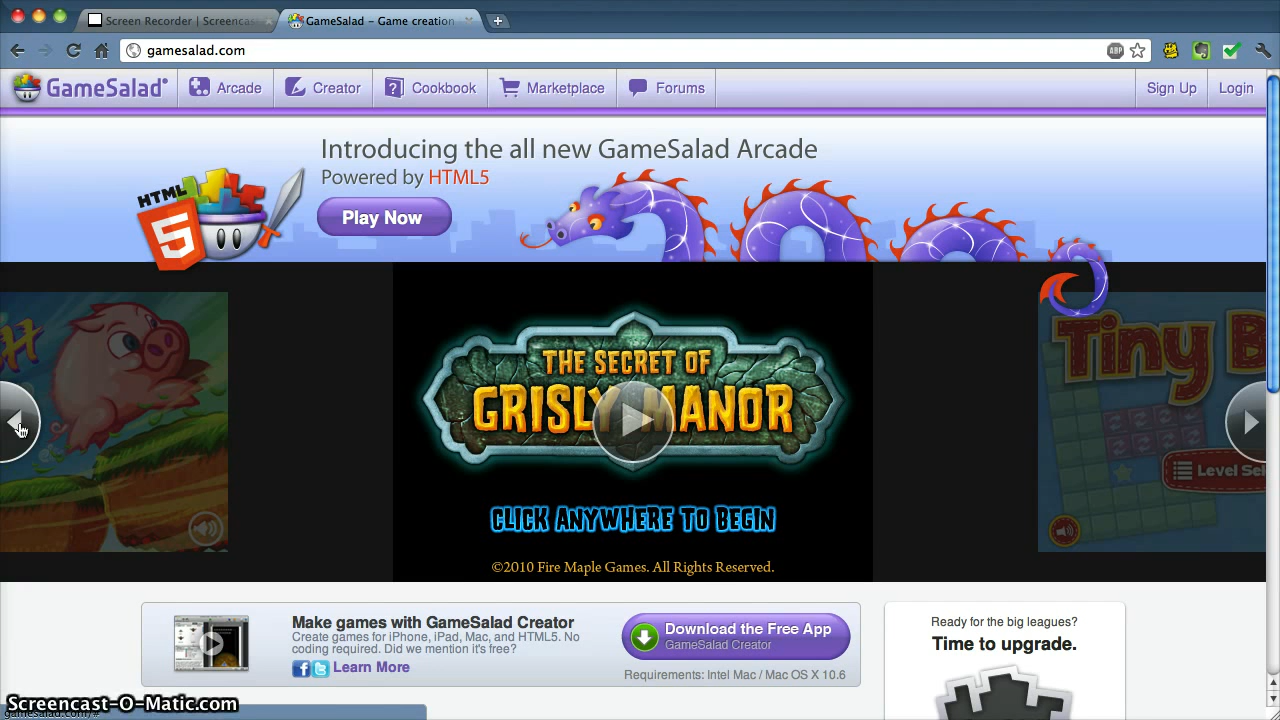 Screen Recorder | Screencas
GameSalad - Game creation
gamesalad.com
ABP
GameSalad
Arcade
Creator
Cookbook
Marketplace
Forums
Sign Up
Login
Introducing the all new GameSalad Arcade
Powered by HTML5
Play Now
HTML
5
H
THE SECRET OF
GRISLY MANOR
CLICK ANYWHERE TO BEGIN
©2010 Fire Maple Games. All Rights Reserved.
Tiny B
Level Sel
Make games with GameSalad Creator
Create games for iPhone, iPad, Mac, and HTML5. No
coding required. Did we mention it's free?
Learn More
Download the Free App
GameSalad Creator
Requirements: Intel Mac / Mac OS X 10.6
Ready for the big leagues?
Time to upgrade.
Screencast-O-Matic.com
gamesalad.com/#